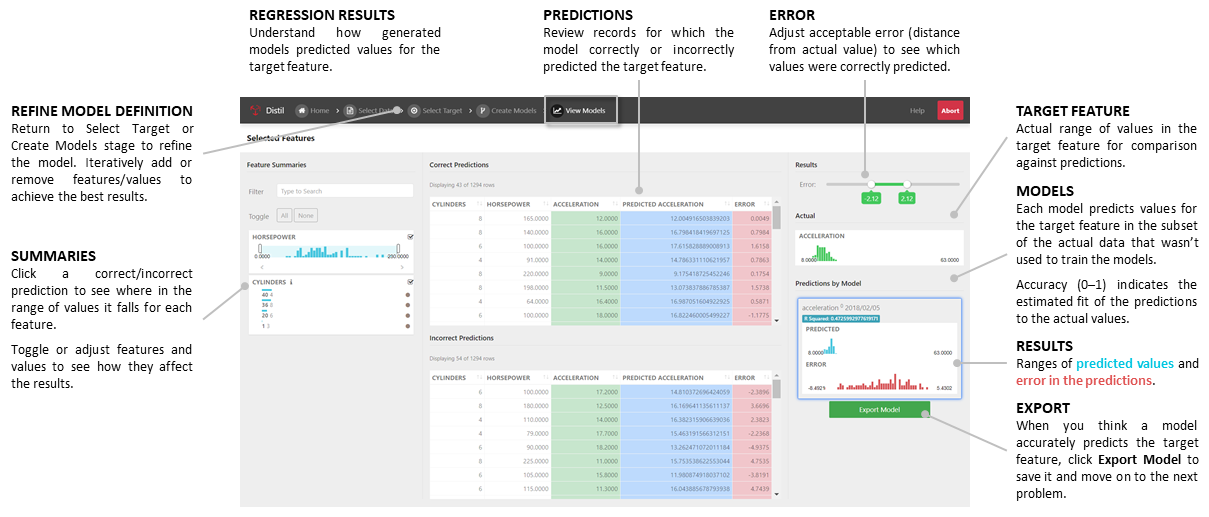 REGRESSION RESULTS
Understand how generated
models predicted values for the
target feature.
PREDICTIONS
Review records for which the
model correctly or incorrectly
predicted the target feature.
ERROR
Adjust acceptable error (distance
from actual value) to see which
values were correctly predicted.
REFINE MODEL DEFINITION
Return to Select Target or
Create Models stage to refine
the model. Iteratively add or
remove features/values to
achieve the best results.
SUMMARIES
Click a correct/incorrect
prediction to see where in the
range of values it falls for each
feature.
Toggle or adjust features and
values to see how they affect
the results.
Distil Home Select Data Select Target Create Models View Models Help Abort
Selected Features
Feature Summaries
Filter Type to Search
Toggle All None
HORSEPOWER
0.0000 200.0000
CYLINDERS
40 4
36 8
20 6
1 3
Correct Predictions
Displaying 43 of 1294 rows
CYLINDERS HORSEPOWER ACCELERATION PREDICTED ACCELERATION ERROR
8 165.0000 12.0000 12.004916503839203 0.0049
8 140.0000 16.0000 16.798418419697125 0.7984
6 100.0000 16.0000 17.615828889008913 1.6158
4 91.0000 14.0000 14.786331110621957 0.7863
8 220.0000 9.0000 9.175418725452246 0.1754
8 198.0000 11.5000 13.073837886785387 1.5738
4 64.0000 16.4000 16.987051604922925 0.5871
6 100.0000 18.0000 16.822460005499227 -1.1775
Incorrect Predictions
Displaying 54 of 1294 rows
CYLINDERS HORSEPOWER ACCELERATION PREDICTED ACCELERATION ERROR
6 100.0000 17.2000 14.810372696424059 -2.3896
8 180.0000 12.5000 16.169641135611137 3.6696
4 110.0000 14.0000 16.382315906639036 2.3823
4 79.0000 17.7000 15.463191566312151 -2.2368
6 90.0000 18.2000 13.262471072011184 -4.9375
8 225.0000 11.0000 15.753538622553044 4.7535
6 105.0000 15.8000 11.980874918037102 -3.8191
6 115.0000 11.3000 16.043885678793938 4.7439
Results
Error:
-2.12 2.12
Actual
ACCELERATION
8.0000 63.0000
Predictions by Model
acceleration 2018/02/05
R Squared: 0.4725992977619171
PREDICTED
8.0000 63.0000
ERROR
Export Model
TARGET FEATURE
Actual range of values in the
target feature for comparison
against predictions.
MODELS
Each model predicts values for
the target feature in the subset
of the actual data that wasn’t
used to train the models.
Accuracy (0–1) indicates the
estimated fit of the predictions
to the actual values.
RESULTS
Ranges of predicted values and
error in the predictions.
EXPORT
When you think a model
accurately predicts the target
feature, click Export Model to
save it and move on to the next
problem.